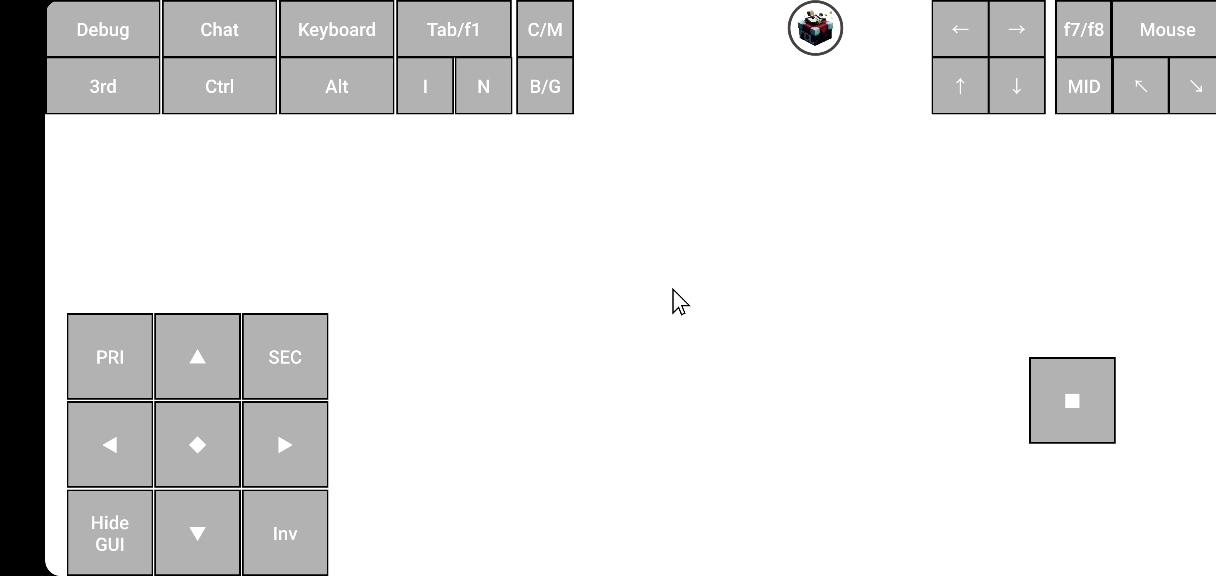 Debug Chat Keyboard Tab/f1 C/M ← → f7/f8 Mouse
3rd Ctrl Alt I N B/G ↑ ↓ MID ↖ ↘
PRI ▲ SEC
◀ ◆ ▶ ■
Hide
GUI ▼ Inv